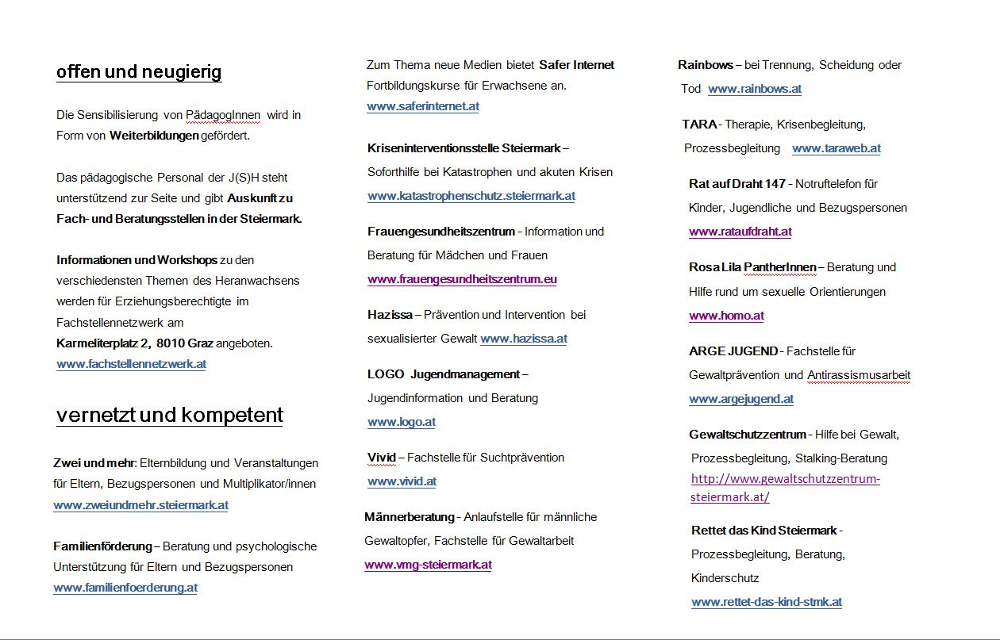 offen und neugierig
Die Sensibilisierung von PädagogInnen wird in
Form von Weiterbildungen gefördert.
Das pädagogische Personal der J(S)H steht
unterstützend zur Seite und gibt Auskunft zu
Fach- und Beratungsstellen in der Steiermark.
Informationen und Workshops zu den
verschiedensten Themen des Heranwachsens
werden für Erziehungsberechtigte im
Fachstellennetzwerk am
Karmeliterplatz 2, 8010 Graz angeboten.
www.fachstellennetzwerk.at
vernetzt und kompetent
Zwei und mehr: Elternbildung und Veranstaltungen
für Eltern, Bezugspersonen und Multiplikator/innen
www.zweiundmehr.steiermark.at
Familienförderung – Beratung und psychologische
Unterstützung für Eltern und Bezugspersonen
www.familienfoerderung.at
Zum Thema neue Medien bietet Safer Internet
Fortbildungskurse für Erwachsene an.
www.saferinternet.at
Kriseninterventionsstelle Steiermark –
Soforthilfe bei Katastrophen und akuten Krisen
www.katastrophenschutz.steiermark.at
Frauengesundheitszentrum - Information und
Beratung für Mädchen und Frauen
www.frauengesundheitszentrum.eu
Hazissa – Prävention und Intervention bei
sexualisierter Gewalt www.hazissa.at
LOGO Jugendmanagement –
Jugendinformation und Beratung
www.logo.at
Vivid – Fachstelle für Suchtprävention
www.vivid.at
Männerberatung - Anlaufstelle für männliche
Gewaltopfer, Fachstelle für Gewaltarbeit
www.vmg-steiermark.at
Rainbows – bei Trennung, Scheidung oder
Tod www.rainbows.at
TARA - Therapie, Krisenbegleitung,
Prozessbegleitung www.taraweb.at
Rat auf Draht 147 - Notruftelefon für
Kinder, Jugendliche und Bezugspersonen
www.rataufdraht.at
Rosa Lila PantherInnen – Beratung und
Hilfe rund um sexuelle Orientierungen
www.homo.at
ARGE JUGEND - Fachstelle für
Gewaltprävention und Antirassismusarbeit
www.argejugend.at
Gewaltschutzzentrum - Hilfe bei Gewalt,
Prozessbegleitung, Stalking-Beratung
http://www.gewaltschutzzentrum-
steiermark.at/
Rettet das Kind Steiermark -
Prozessbegleitung, Beratung,
Kinderschutz
www.rettet-das-kind-stmk.at